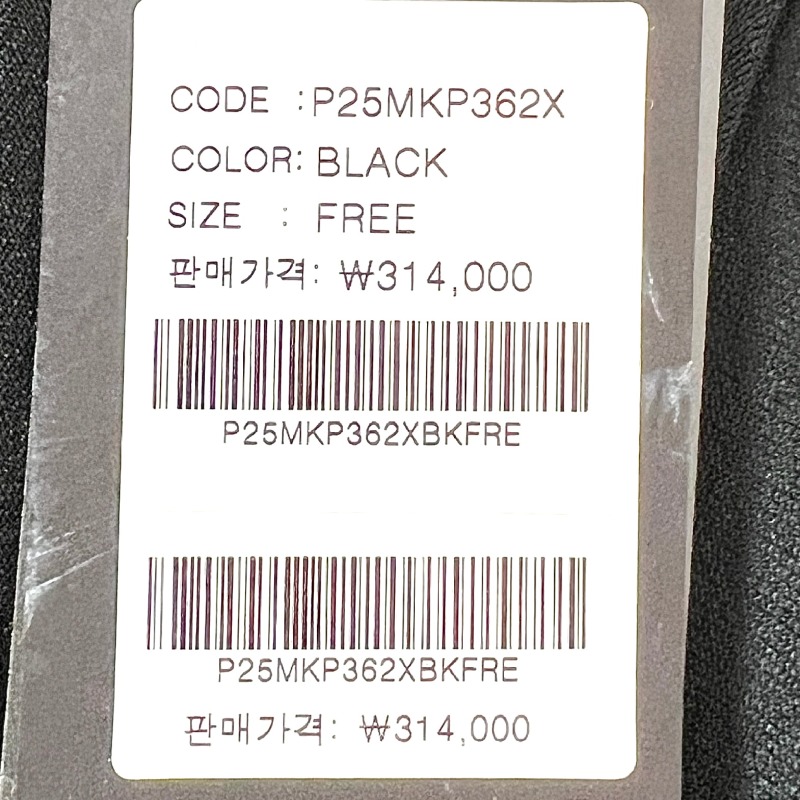 CODE :P25MKP362X
COLOR: BLACK
SIZE : FREE
판매가격: ₩314,000
P25MKP362XBKFRE
P25MKP362XBKFRE
판매가격: ₩314,000